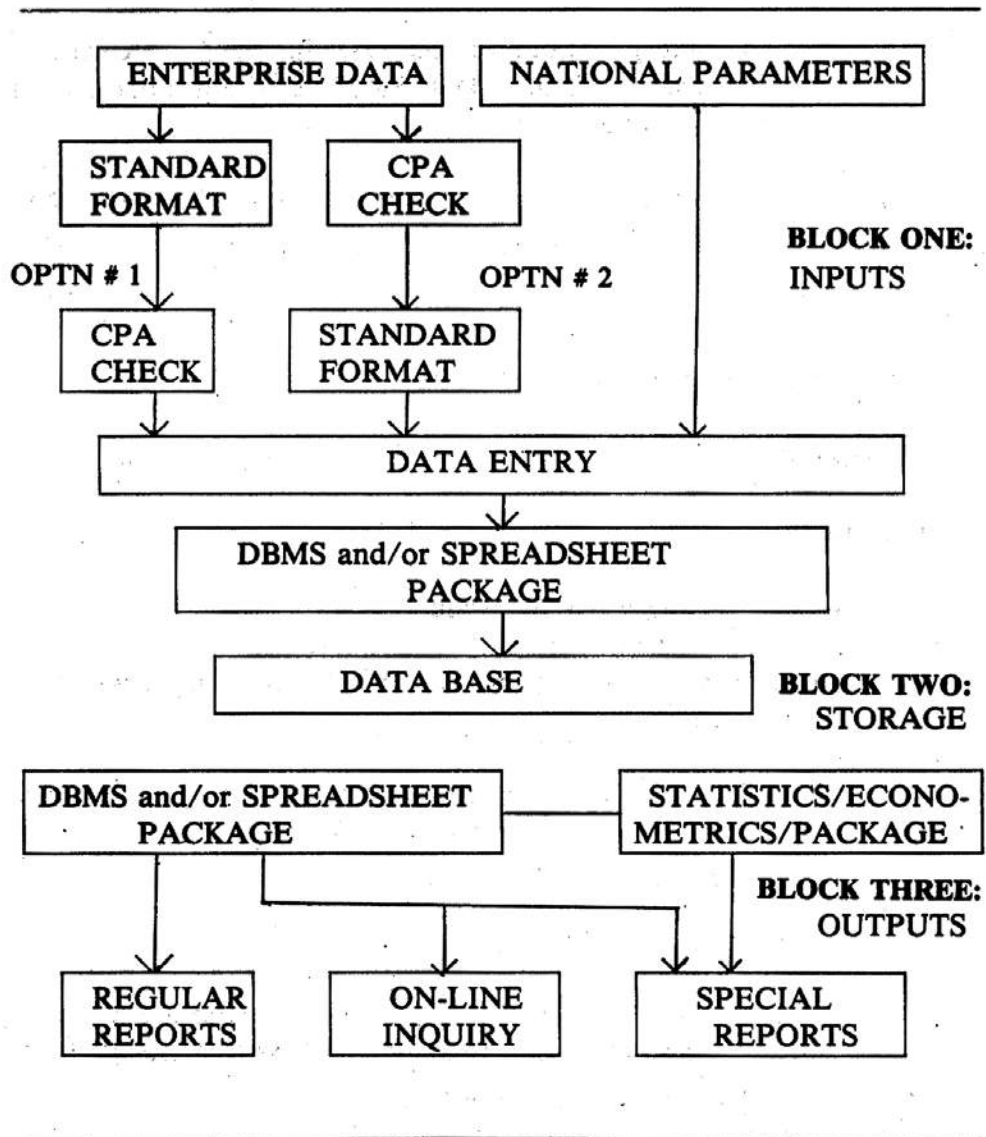 ENTERPRISE DATA
NATIONAL PARAMETERS
STANDARD
FORMAT
CPA
CHECK
BLOCK ONE:
INPUTS
OPTN # 1
OPTN # 2
CPA
CHECK
STANDARD
FORMAT
DATA ENTRY
DBMS and/or SPREADSHEET
PACKAGE
DATA BASE
BLOCK TWO:
STORAGE
DBMS and/or SPREADSHEET
PACKAGE
STATISTICS/ECONO-
METRICS/PACKAGE
BLOCK THREE:
OUTPUTS
REGULAR
REPORTS
ON-LINE
INQUIRY
SPECIAL
REPORTS